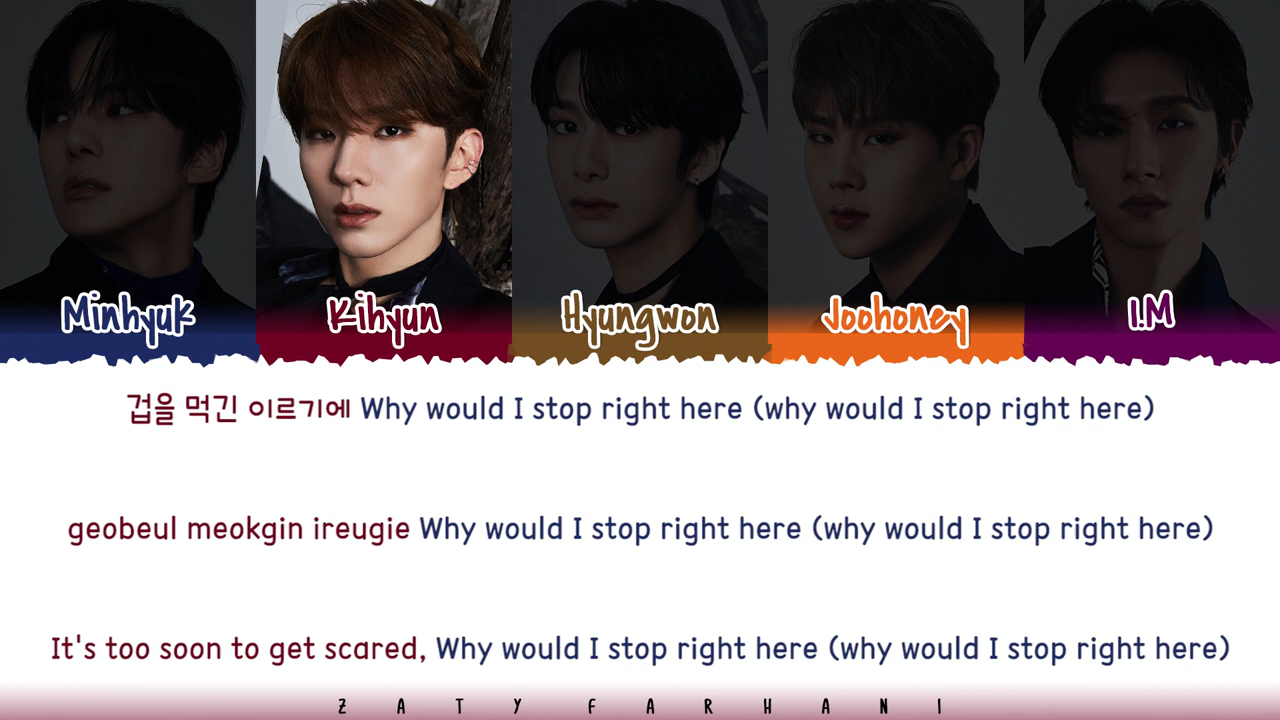 Minhyuk Kihyun Hyungwon Joohoney I.M
겁을 먹긴 이르기에 Why would I stop right here (why would I stop right here)
geobeul meokgin ireugie Why would I stop right here (why would I stop right here)
It's too soon to get scared, Why would I stop right here (why would I stop right here)
ZATY FARHANI